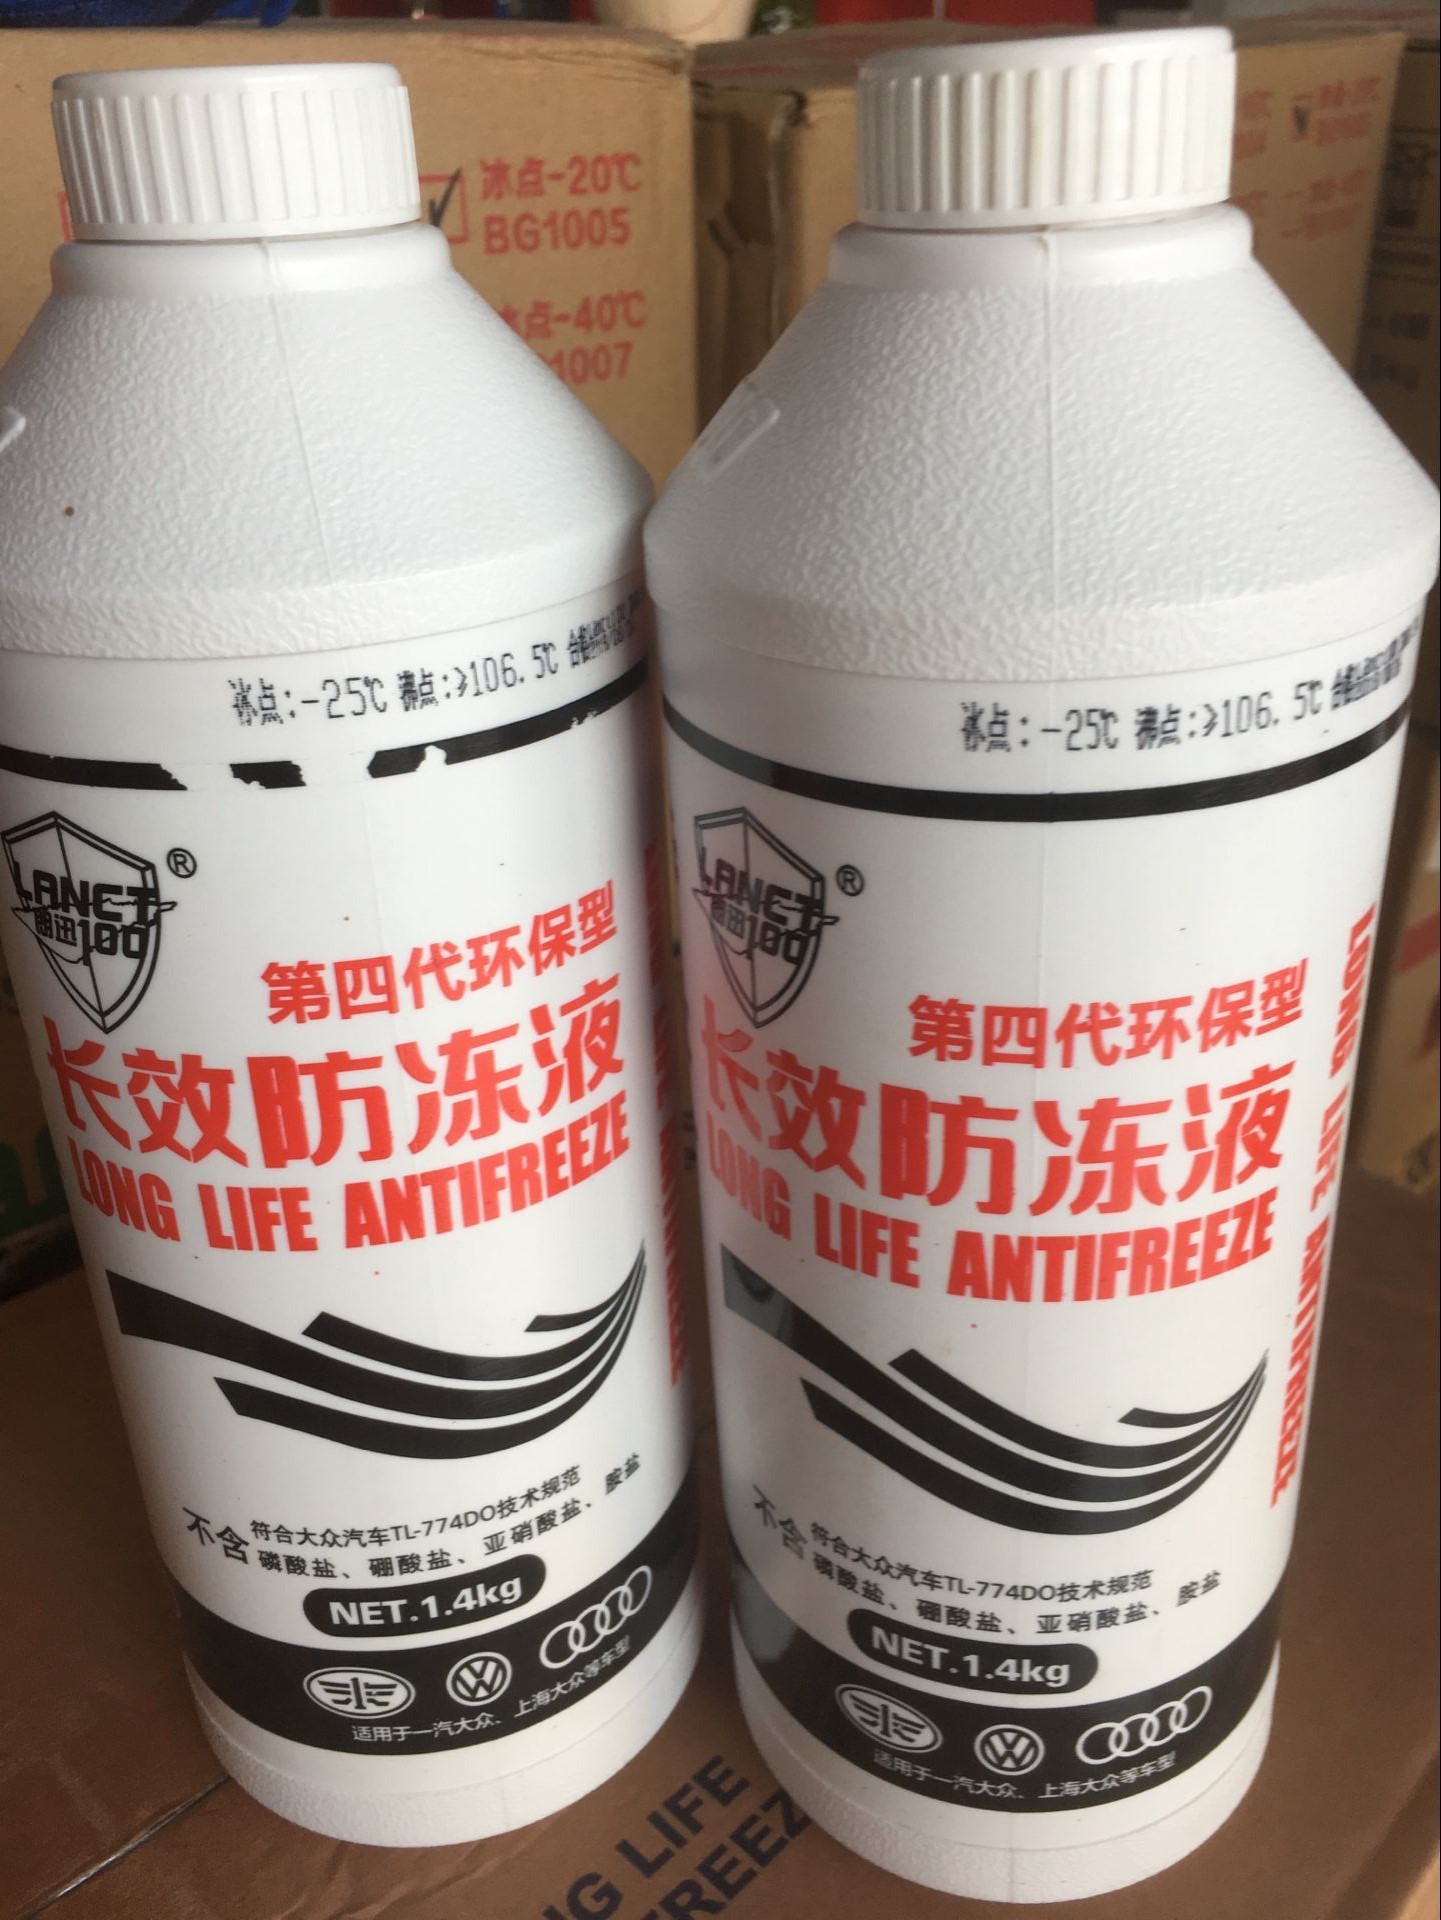 冰点-20℃
BG1005
点-40℃
1007
冰点:-25℃ 沸点:≥106.5℃
LANCT
朗迅100
®
第四代环保型
长效防冻液
LONG LIFE ANTIFREEZE
符合大众汽车TL-774DO技术规范
不含 磷酸盐、硼酸盐、亚硝酸盐、胺盐
NET.1.4kg
适用于一汽大众、上海大众等车型
冰点:-25℃ 沸点:≥106.5℃
LANCT
朗迅100
®
第四代环保型
长效防冻液
LONG LIFE ANTIFREEZE
LONG LIFE ANTIFREEZE
符合大众汽车TL-774DO技术规范
不含 磷酸盐、硼酸盐、亚硝酸盐、胺盐
NET.1.4kg
适用于一汽大众、上海大众等车型
NG LIFE
FREEZ